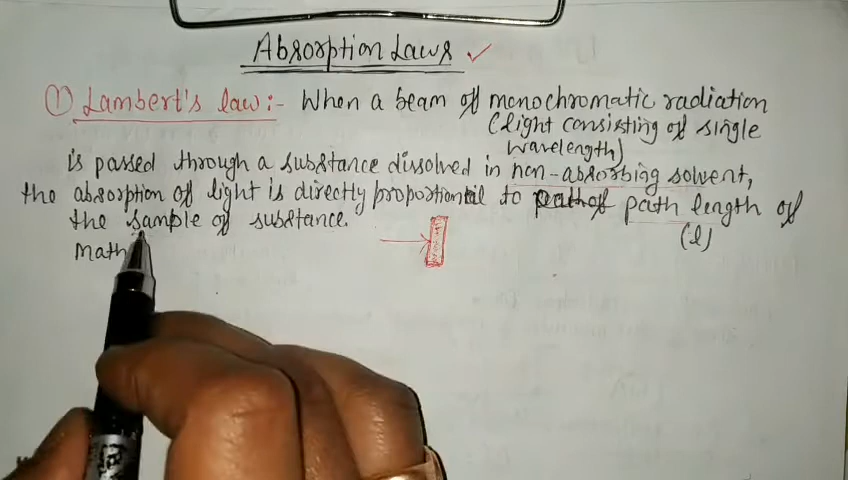 Absorption Laws ✓
① Lambert's law:- When a beam of monochromatic radiation
(light consisting of single
wavelength)
is passed through a substance dissolved in non-absorbing solvent,
the absorption of light is directly proportional to path length of
the sample of substance.
(l)
Math